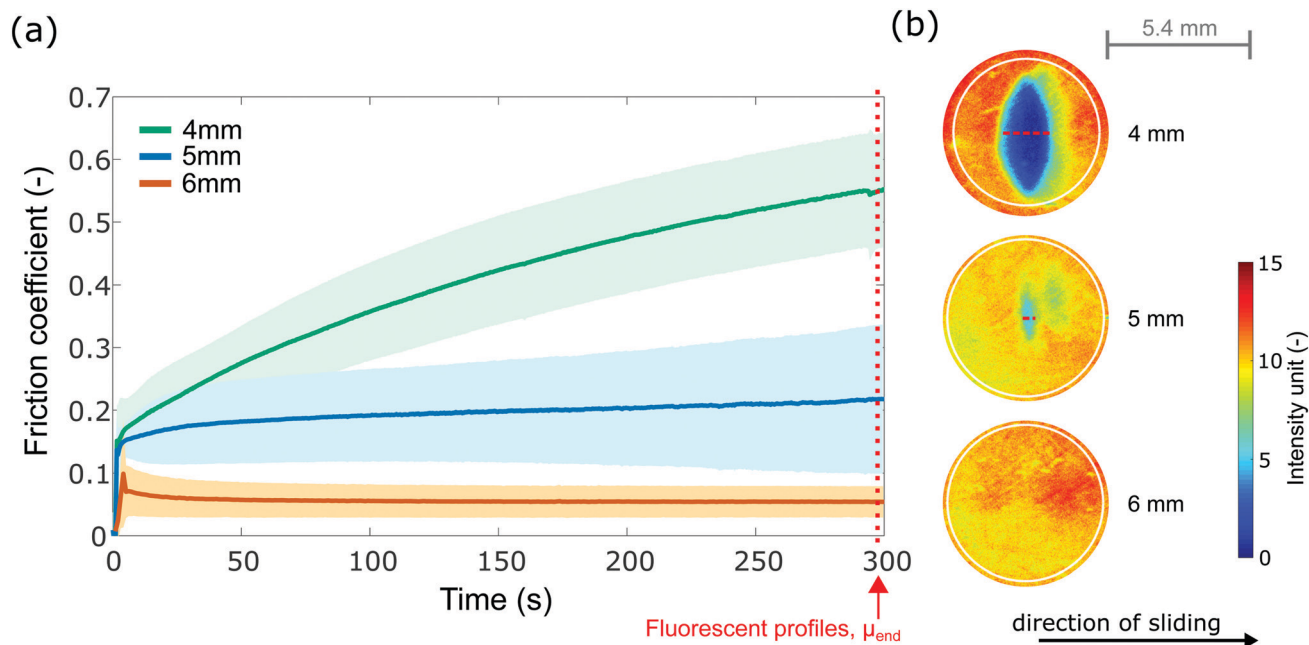 (a)
Friction coefficient (-)
0.7
0.6
0.5
0.4
0.3
0.2
0.1
0
4mm
5mm
6mm
0 50 100 150 200 250 300
Time (s)
Fluorescent profiles, μend
(b)
5.4 mm
4 mm
5 mm
6 mm
15
10
5
0
Intensity unit (-)
direction of sliding